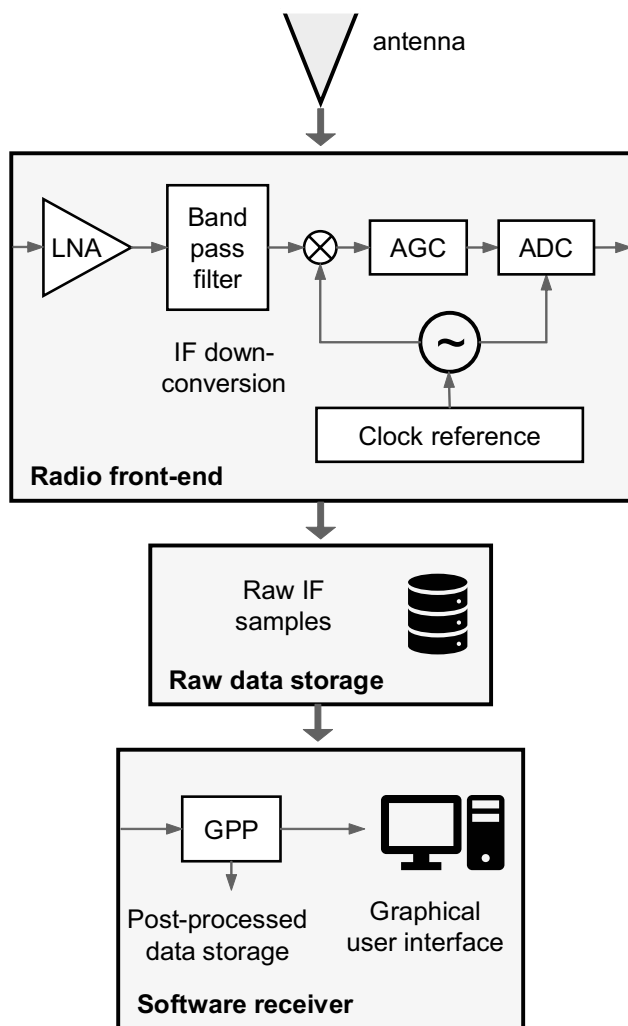 antenna
LNA
Band
pass
filter
AGC
ADC
~
IF down-
conversion
Clock reference
Radio front-end
Raw IF
samples
Raw data storage
GPP
Post-processed
data storage
Graphical
user interface
Software receiver